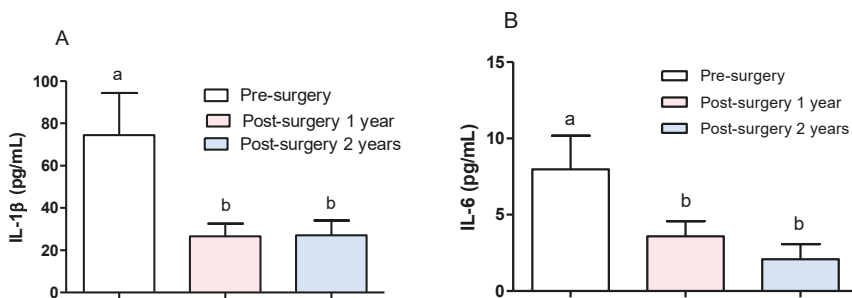 A
IL-1β (pg/mL)
100
80
60
40
20
0
a
b
b
Pre-surgery
Post-surgery 1 year
Post-surgery 2 years
B
IL-6 (pg/mL)
15
10
5
0
a
b
b
Pre-surgery
Post-surgery 1 year
Post-surgery 2 years